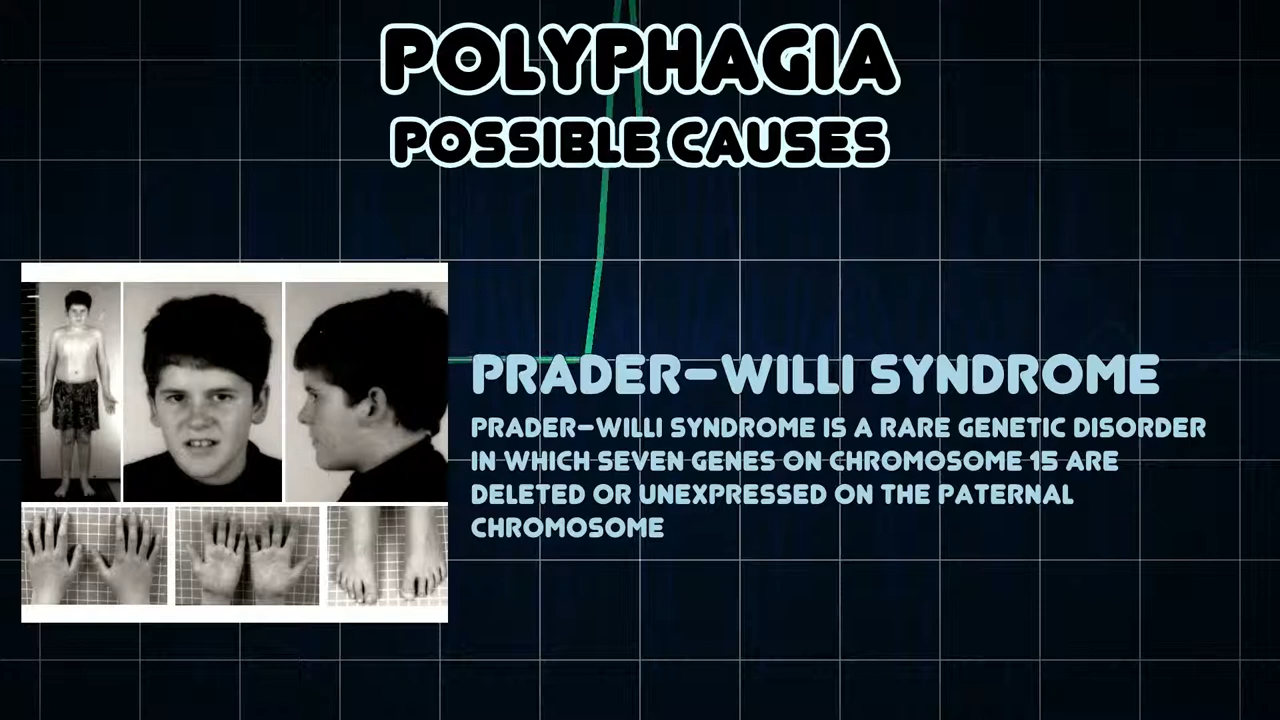 POLYPHAGIA
POSSIBLE CAUSES
PRADER-WILLI SYNDROME
PRADER-WILLI SYNDROME IS A RARE GENETIC DISORDER
IN WHICH SEVEN GENES ON CHROMOSOME 15 ARE
DELETED OR UNEXPRESSED ON THE PATERNAL
CHROMOSOME